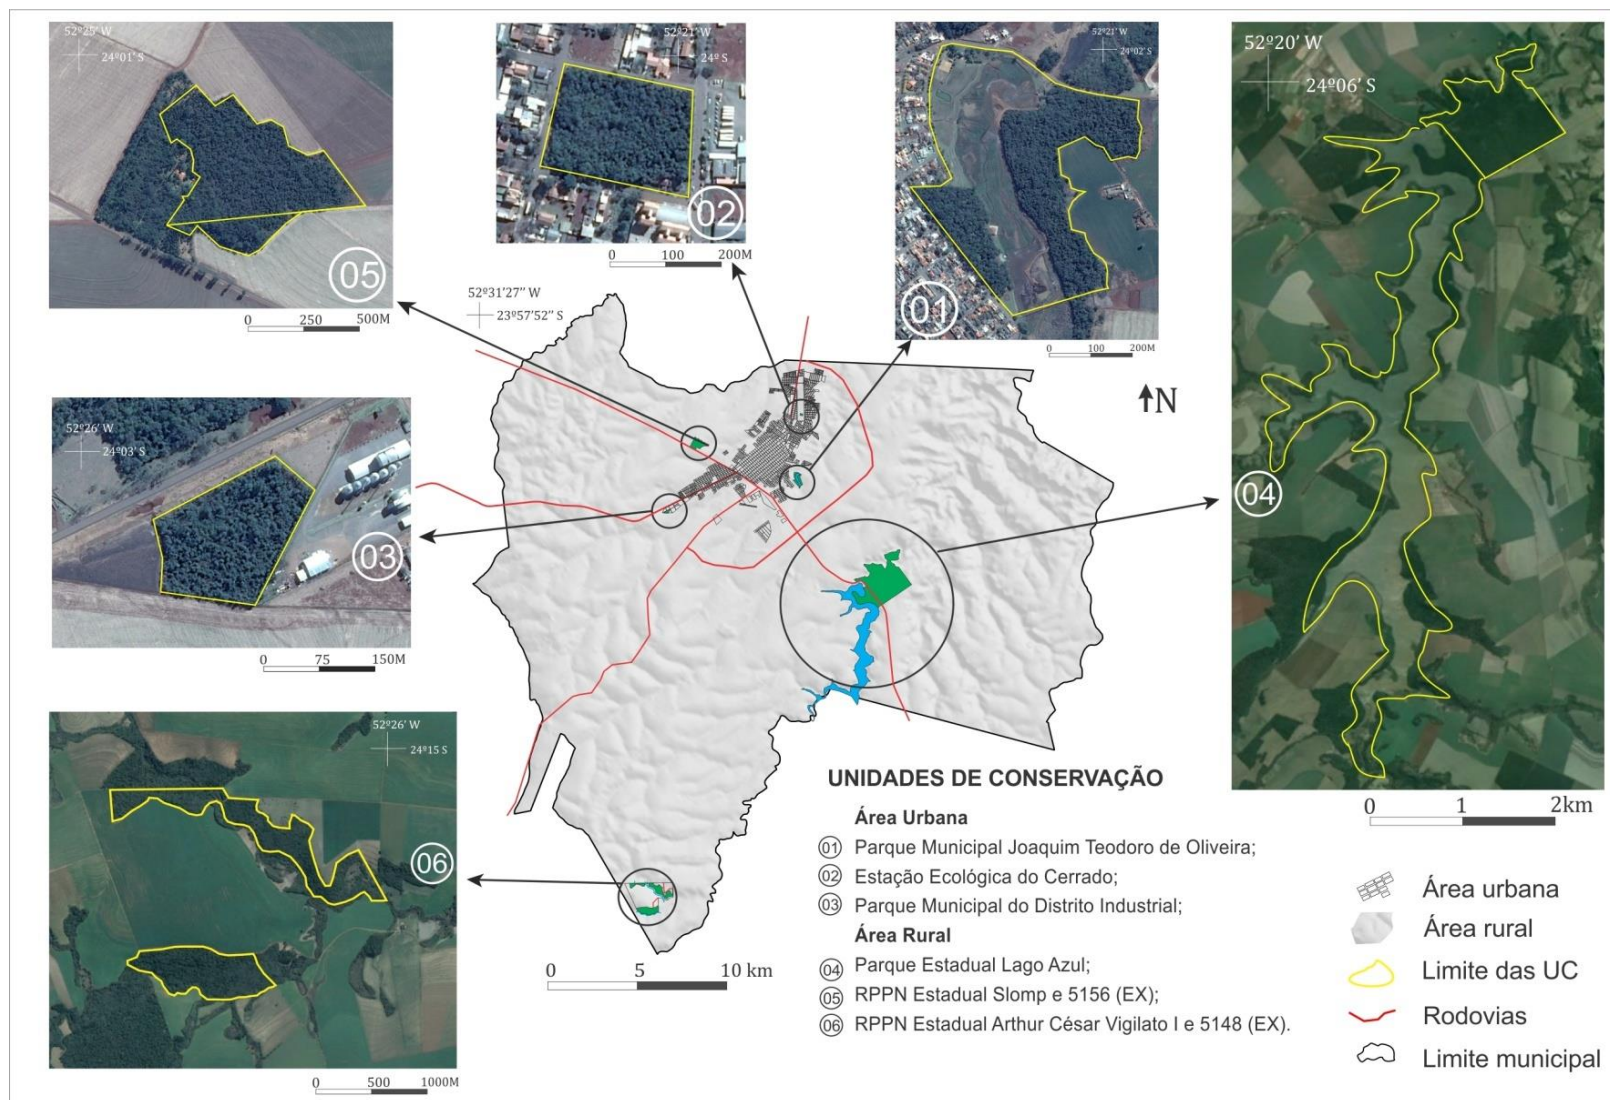 52º25' W
24º01' S
05
0 250 500M
52º21' W
24º S
02
0 100 200M
52º21' W
24º02' S
01
0 100 200M
52º20' W
24º06' S
04
0 1 2km
52º31'27'' W
23º57'52'' S
N
52º26' W
24º03' S
03
0 75 150M
52º26' W
24º15 S
06
0 500 1000M
0 5 10 km
UNIDADES DE CONSERVAÇÃO
Área Urbana
01 Parque Municipal Joaquim Teodoro de Oliveira;
02 Estação Ecológica do Cerrado;
03 Parque Municipal do Distrito Industrial;
Área Rural
04 Parque Estadual Lago Azul;
05 RPPN Estadual Slomp e 5156 (EX);
06 RPPN Estadual Arthur César Vigilato I e 5148 (EX).
Área urbana
Área rural
Limite das UC
Rodovias
Limite municipal